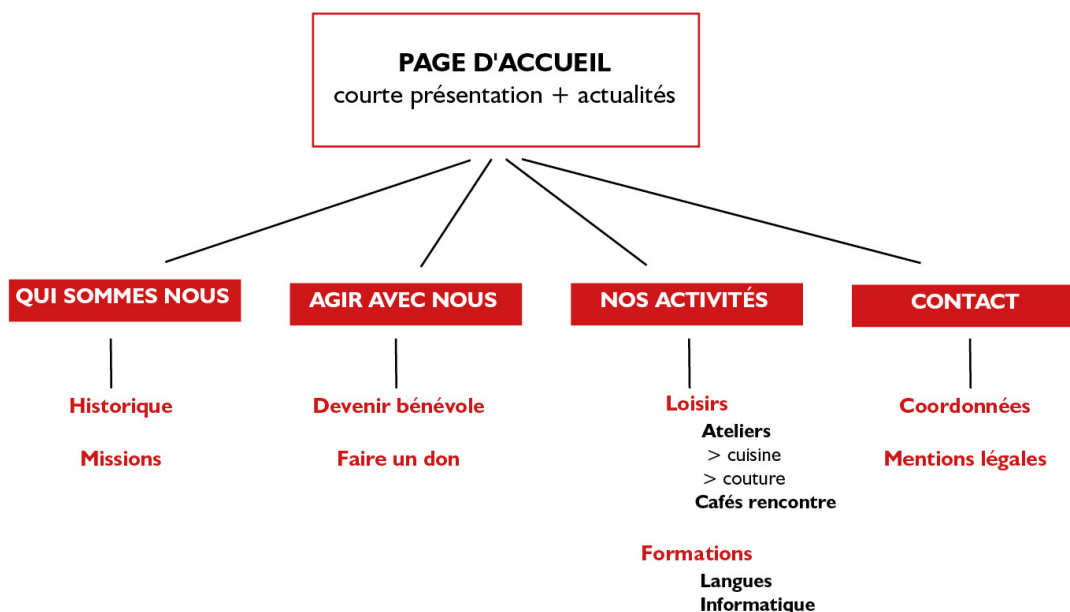 PAGE D'ACCUEIL
courte présentation + actualités
QUI SOMMES NOUS
Historique
Missions
AGIR AVEC NOUS
Devenir bénévole
Faire un don
NOS ACTIVITÉS
Loisirs
Ateliers
> cuisine
> couture
Cafés rencontre
Formations
Langues
Informatique
CONTACT
Coordonnées
Mentions légales